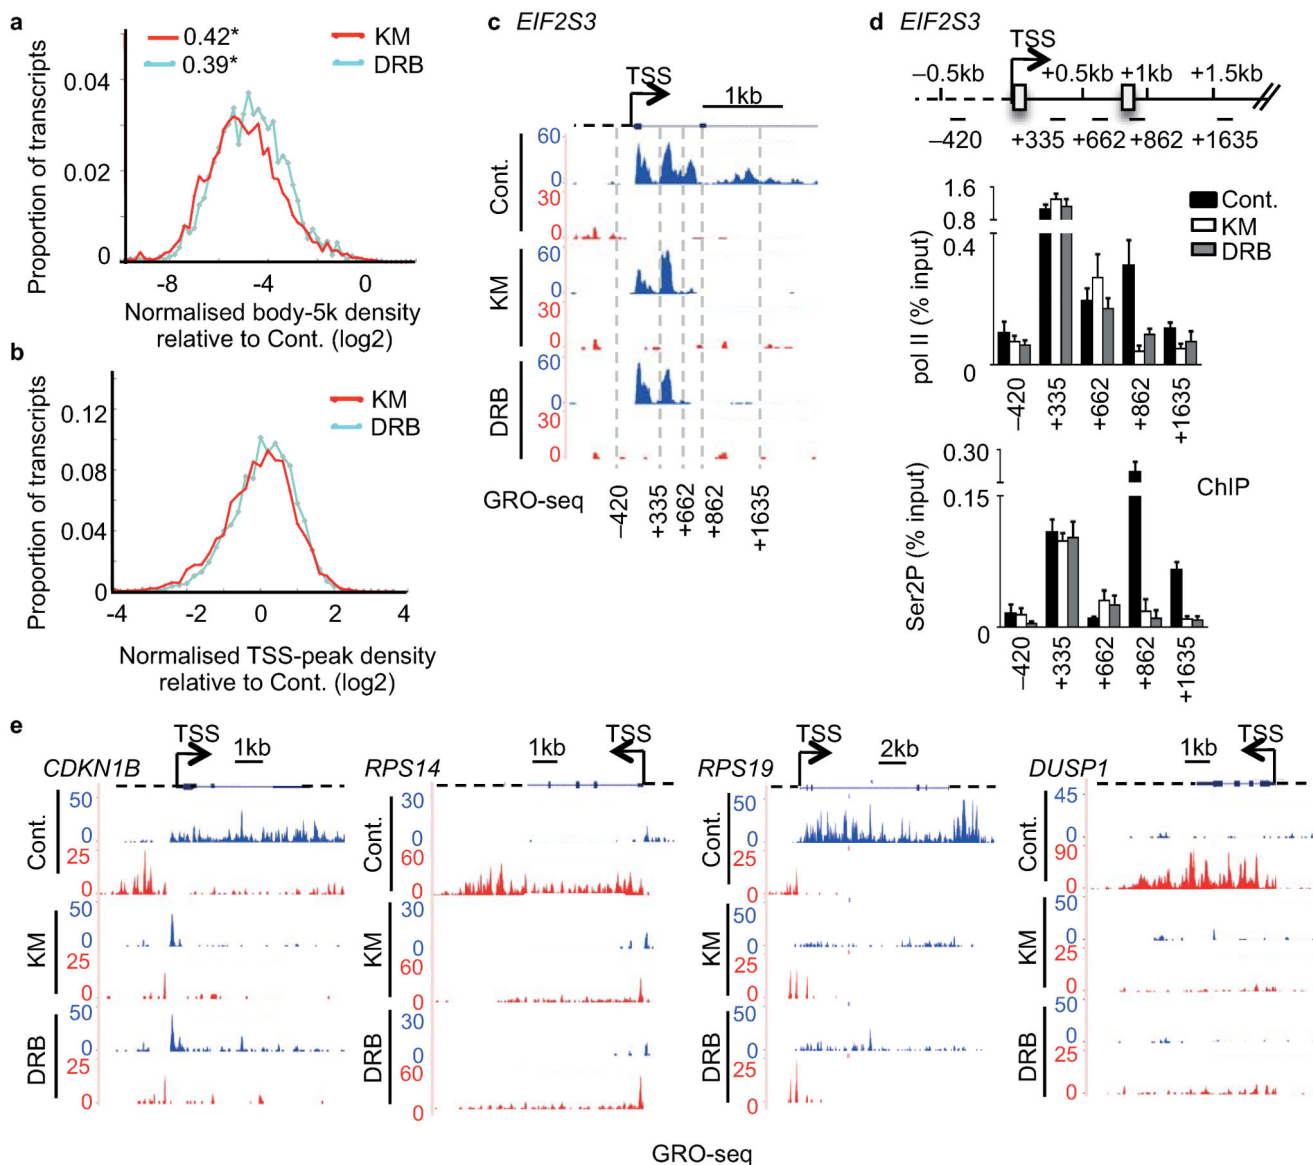 a
0.42*
0.39*
KM
DRB
Proportion of transcripts
0.04
0.02
0
-8
-4
0
Normalised body-5k density
relative to Cont. (log2)
b
KM
DRB
Proportion of transcripts
0.12
0.08
0.04
0
-4
-2
0
2
4
Normalised TSS-peak density
relative to Cont. (log2)
c EIF2S3
TSS
1kb
Cont.
60
0
30
0
KM
60
0
30
0
DRB
60
0
30
0
GRO-seq
–420
+335
+662
+862
+1635
d EIF2S3
TSS
–0.5kb
+0.5kb
+1kb
+1.5kb
–420
+335
+662
+862
+1635
pol II (% input)
1.6
0.8
0.4
0
Cont.
KM
DRB
–420
+335
+662
+862
+1635
Ser2P (% input)
0.30
0.15
0
ChIP
–420
+335
+662
+862
+1635
e
CDKN1B
TSS
1kb
Cont.
50
0
25
0
KM
50
0
25
0
DRB
50
0
25
0
RPS14
1kb
TSS
Cont.
30
0
60
0
KM
30
0
60
0
DRB
30
0
60
0
RPS19
TSS
2kb
Cont.
50
0
25
0
KM
50
0
25
0
DRB
50
0
25
0
DUSP1
1kb
TSS
Cont.
45
0
90
0
KM
50
0
25
0
DRB
50
0
25
0
GRO-seq